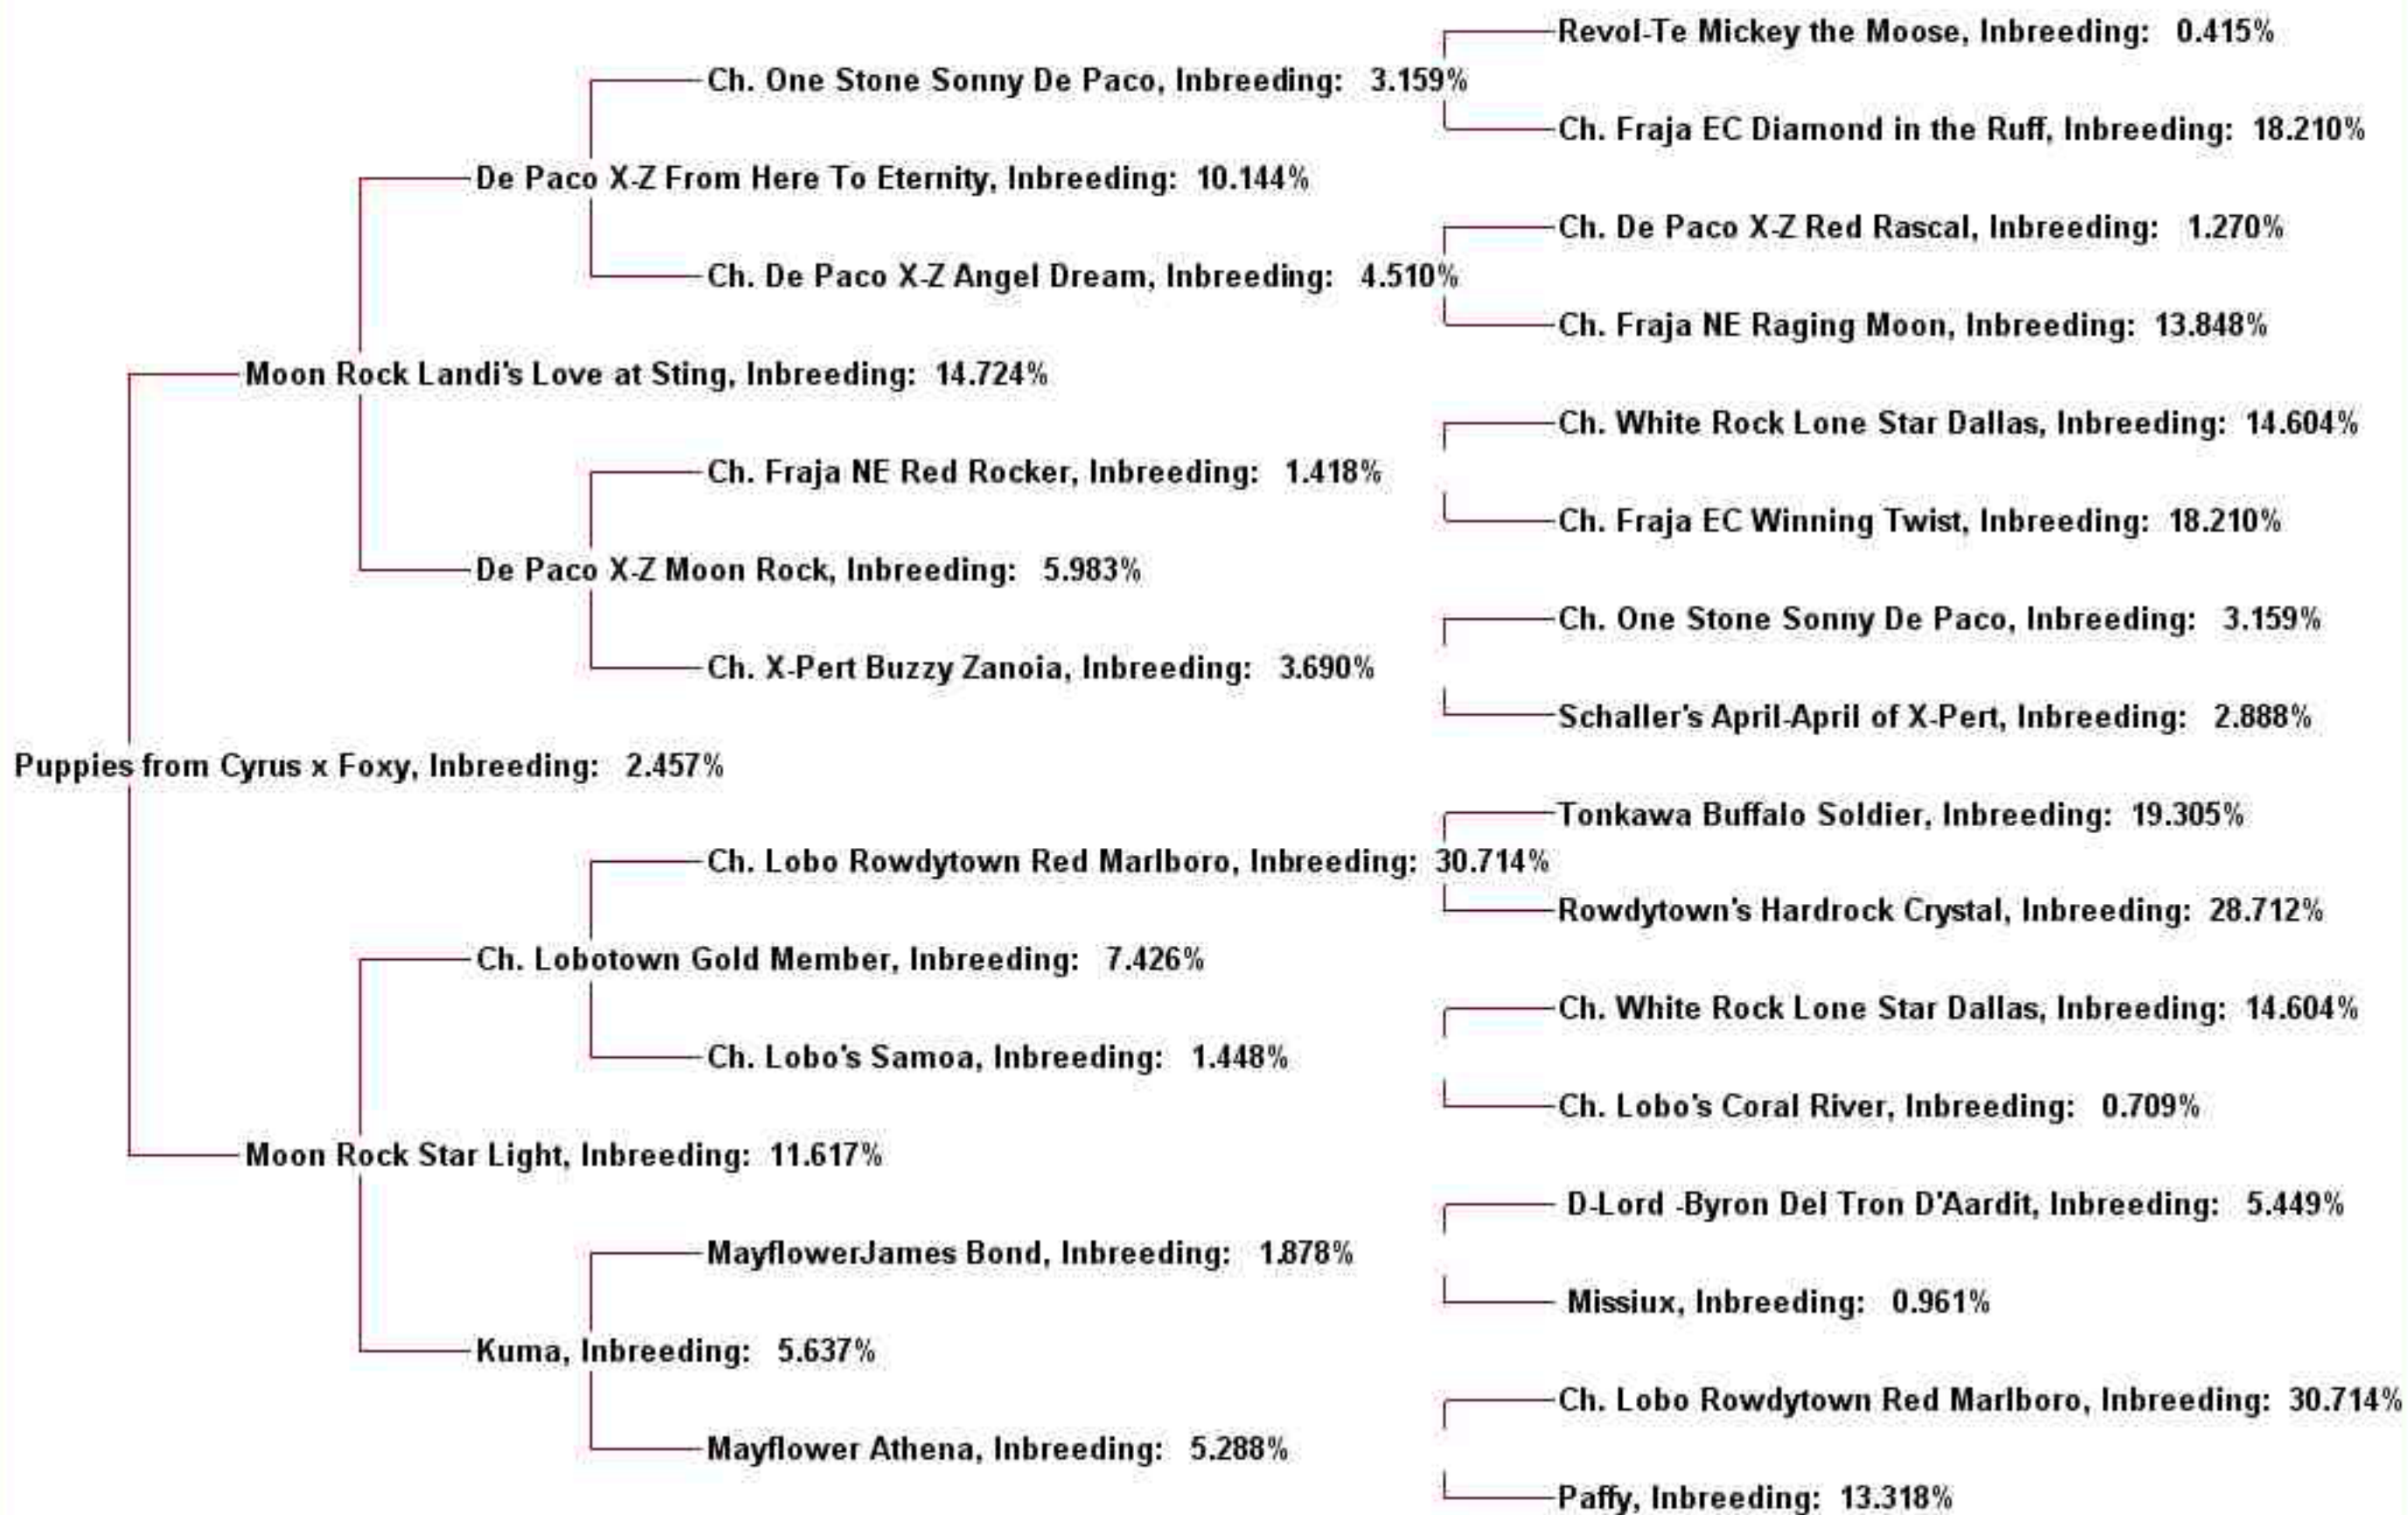 Revol-Te Mickey the Moose, Inbreeding: 0.415%
Ch. One Stone Sonny De Paco, Inbreeding: 3.159%
Ch. Fraja EC Diamond in the Ruff, Inbreeding: 18.210%
De Paco X-Z From Here To Eternity, Inbreeding: 10.144%
Ch. De Paco X-Z Red Rascal, Inbreeding: 1.270%
Ch. De Paco X-Z Angel Dream, Inbreeding: 4.510%
Ch. Fraja NE Raging Moon, Inbreeding: 13.848%
Moon Rock Landi's Love at Sting, Inbreeding: 14.724%
Ch. White Rock Lone Star Dallas, Inbreeding: 14.604%
Ch. Fraja NE Red Rocker, Inbreeding: 1.418%
Ch. Fraja EC Winning Twist, Inbreeding: 18.210%
De Paco X-Z Moon Rock, Inbreeding: 5.983%
Ch. One Stone Sonny De Paco, Inbreeding: 3.159%
Ch. X-Pert Buzzy Zanoia, Inbreeding: 3.690%
Schaller's April-April of X-Pert, Inbreeding: 2.888%
Puppies from Cyrus x Foxy, Inbreeding: 2.457%
Tonkawa Buffalo Soldier, Inbreeding: 19.305%
Ch. Lobo Rowdytown Red Marlboro, Inbreeding: 30.714%
Rowdytown's Hardrock Crystal, Inbreeding: 28.712%
Ch. Lobotown Gold Member, Inbreeding: 7.426%
Ch. White Rock Lone Star Dallas, Inbreeding: 14.604%
Ch. Lobo's Samoa, Inbreeding: 1.448%
Ch. Lobo's Coral River, Inbreeding: 0.709%
Moon Rock Star Light, Inbreeding: 11.617%
D-Lord -Byron Del Tron D'Aardit, Inbreeding: 5.449%
MayflowerJames Bond, Inbreeding: 1.878%
Missiux, Inbreeding: 0.961%
Kuma, Inbreeding: 5.637%
Ch. Lobo Rowdytown Red Marlboro, Inbreeding: 30.714%
Mayflower Athena, Inbreeding: 5.288%
Paffy, Inbreeding: 13.318%